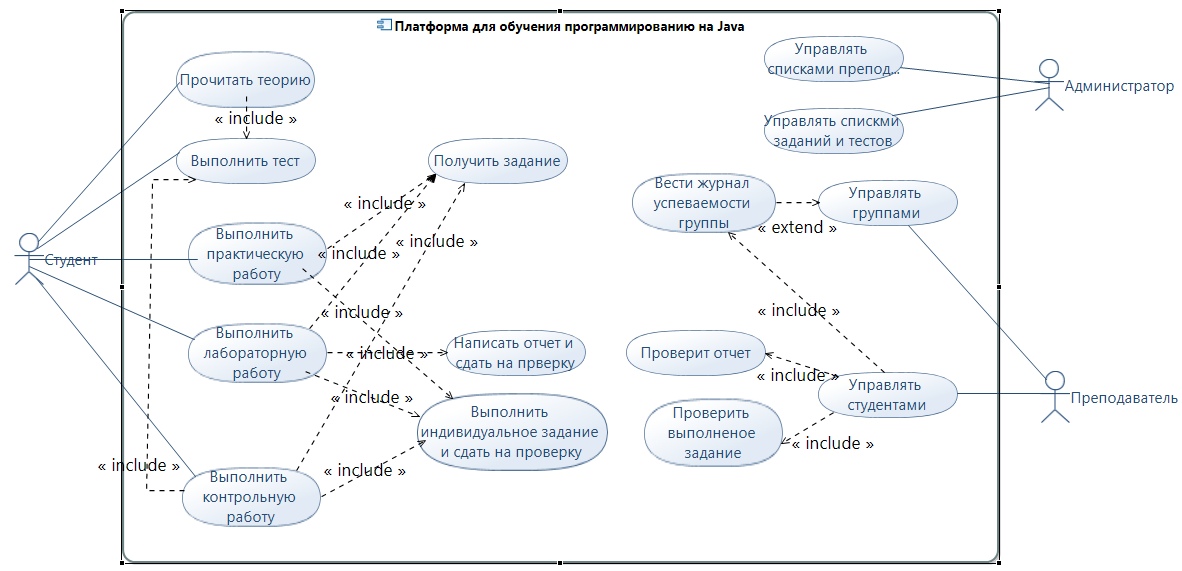 Платформа для обучения программированию на Java
Прочитать теорию
« include »
Выполнить тест
Получить задание
Управлять
списками препод...
Управлять спискми
заданий и тестов
Администратор
Вести журнал
успеваемости
группы
Управлять
группами
« extend »
« include »
« include »
« include »
Студент
Выполнить
практическую
работу
« include »
Выполнить
лабораторную
работу
« include »
Написать отчет и
сдать на прверку
« include »
Выполнить
индивидуальное задание
и сдать на проверку
« include »
« include »
Выполнить
контрольную
работу
« include »
Проверит отчет
« include »
Управлять
студентами
Преподаватель
Проверить
выполненое
задание
« include »